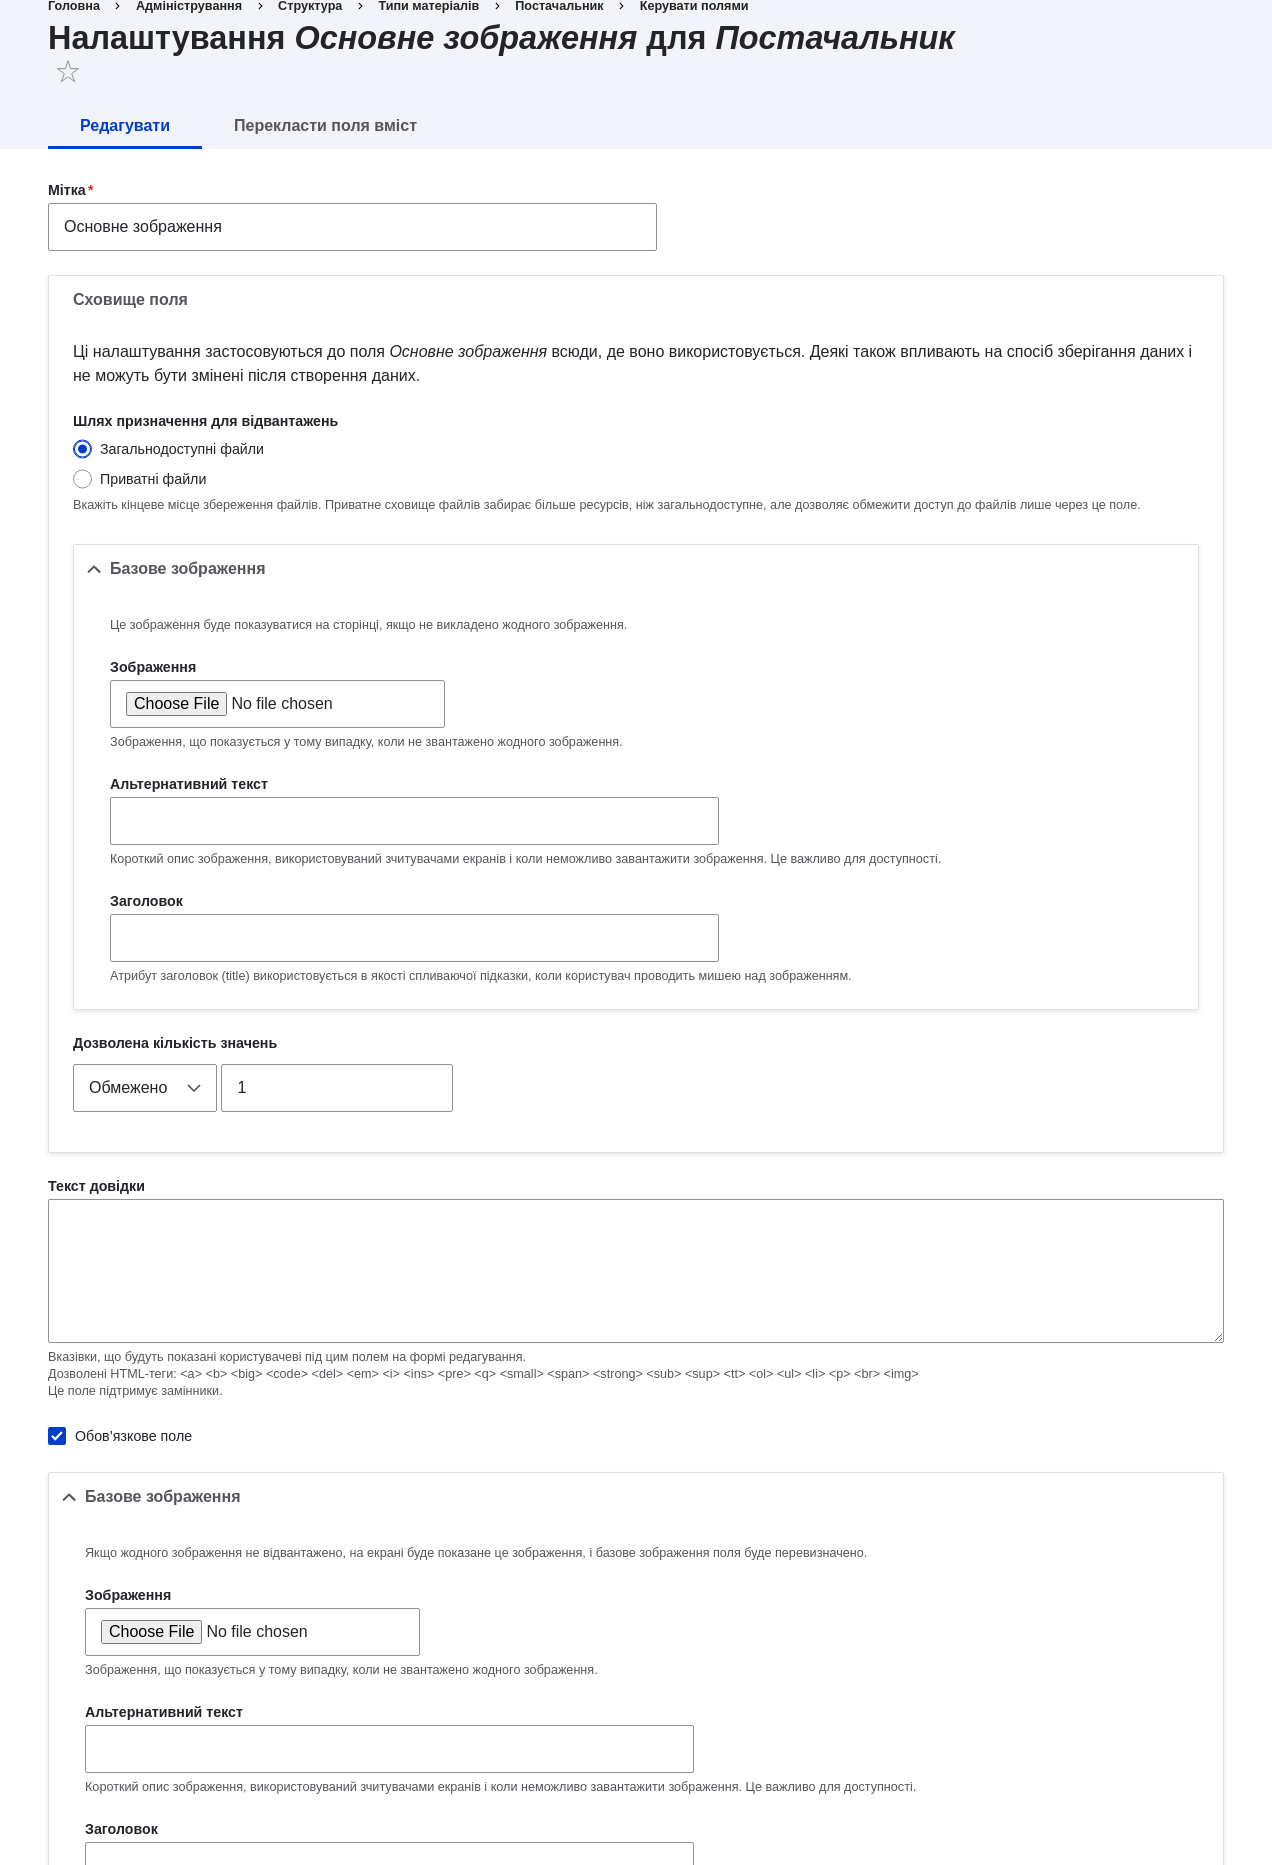 Головна Адміністрування Структура Типи матеріалів Постачальник Керувати полями
Налаштування Основне зображення для Постачальник
Редагувати Перекласти поля вміст
Мітка*
Основне зображення
Сховище поля
Ці налаштування застосовуються до поля Основне зображення всюди, де воно використовується. Деякі також впливають на спосіб зберігання даних і
не можуть бути змінені після створення даних.
Шлях призначення для відвантажень
Загальнодоступні файли
Приватні файли
Вкажіть кінцеве місце збереження файлів. Приватне сховище файлів забирає більше ресурсів, ніж загальнодоступне, але дозволяє обмежити доступ до файлів лише через це поле.
Базове зображення
Це зображення буде показуватися на сторінці, якщо не викладено жодного зображення.
Зображення
Choose File No file chosen
Зображення, що показується у тому випадку, коли не звантажено жодного зображення.
Альтернативний текст
Короткий опис зображення, використовуваний зчитувачами екранів і коли неможливо завантажити зображення. Це важливо для доступності.
Заголовок
Атрибут заголовок (title) використовується в якості спливаючої підказки, коли користувач проводить мишею над зображенням.
Дозволена кількість значень
Обмежено 1
Текст довідки
Вказівки, що будуть показані користувачеві під цим полем на формі редагування.
Дозволені HTML-теги: <a> <b> <big> <code> <del> <em> <i> <ins> <pre> <q> <small> <span> <strong> <sub> <sup> <tt> <ol> <ul> <li> <p> <br> <img>
Це поле підтримує замінники.
Обов’язкове поле
Базове зображення
Якщо жодного зображення не відвантажено, на екрані буде показане це зображення, і базове зображення поля буде перевизначено.
Зображення
Choose File No file chosen
Зображення, що показується у тому випадку, коли не звантажено жодного зображення.
Альтернативний текст
Короткий опис зображення, використовуваний зчитувачами екранів і коли неможливо завантажити зображення. Це важливо для доступності.
Заголовок